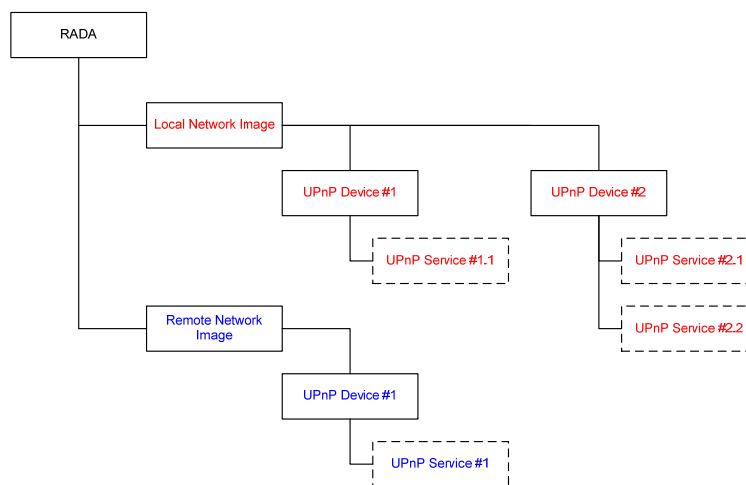 RADA
Local Network Image
UPnP Device #1
UPnP Device #2
UPnP Service #1.1
UPnP Service #2.1
UPnP Service #2.2
Remote Network
Image
UPnP Device #1
UPnP Service #1